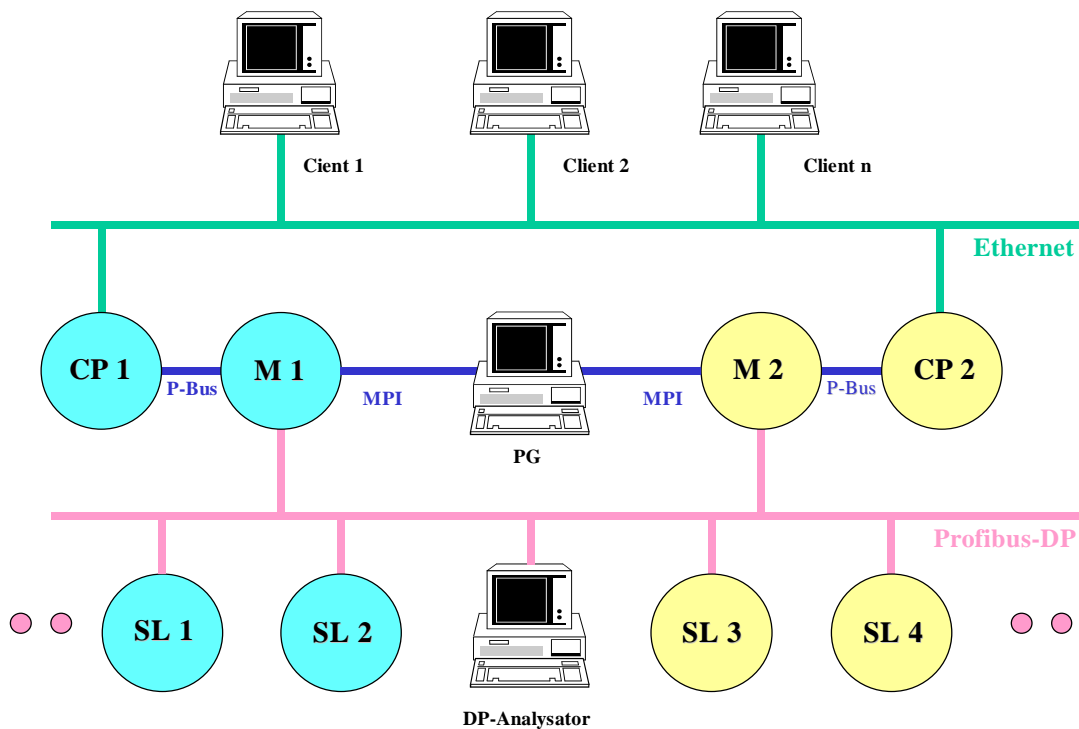 Cient 1
Client 2
Client n
Ethernet
CP 1
P-Bus
M 1
MPI
PG
MPI
M 2
P-Bus
CP 2
Profibus-DP
SL 1
SL 2
DP-Analysator
SL 3
SL 4